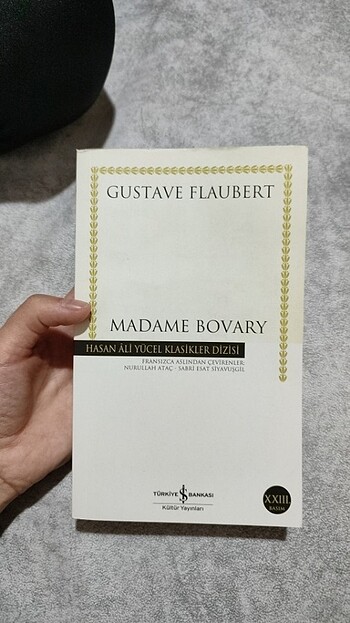 GUSTAVE FLAUBERT
MADAME BOVARY
HASAN ÂLİ YÜCEL KLASİKLER DİZİSİ
FRANSIZCA ASLINDAN ÇEVİRENLER:
NURULLAH ATAÇ - SABRİ ESAT SİYAVUŞGİL
XXIII.
BASIM
TÜRKİYE İŞ BANKASI
Kültür Yayınları